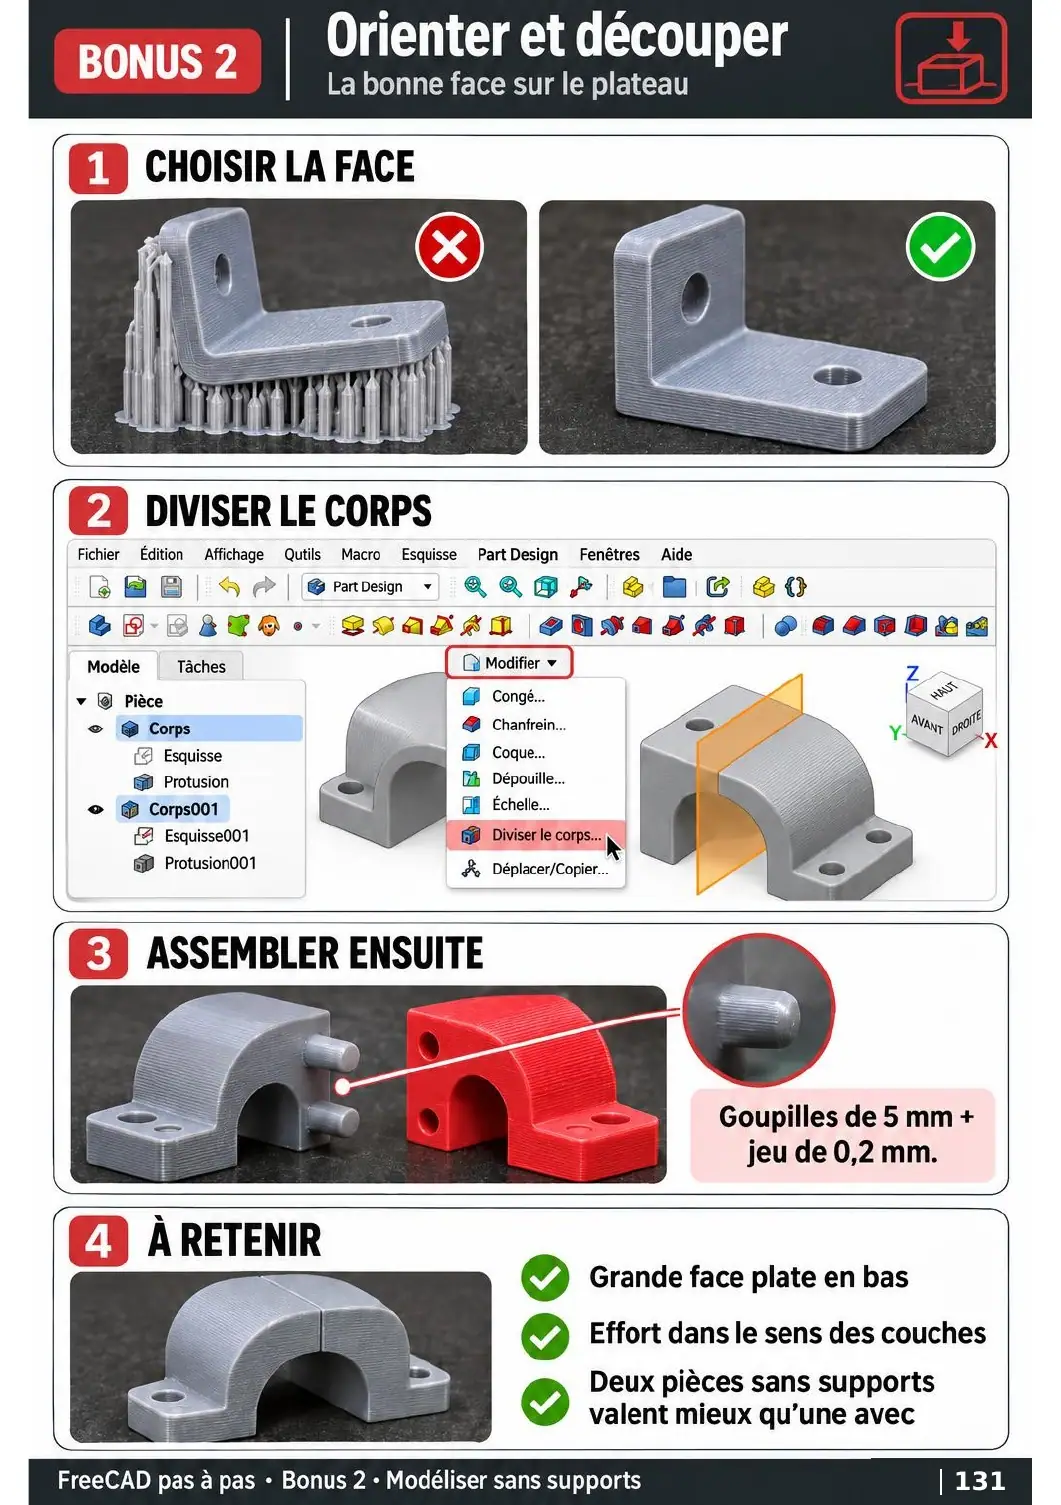 BONUS 2
Orienter et découper
La bonne face sur le plateau
1 CHOISIR LA FACE
2 DIVISER LE CORPS
Fichier Édition Affichage Outils Macro Esquisse Part Design Fenêtres Aide
Part Design
Modèle Tâches
Modifier
Pièce
Corps
Esquisse
Protusion
Corps001
Esquisse001
Protusion001
Congé...
Chanfrein...
Coque...
Dépouille...
Échelle...
Diviser le corps...
Déplacer/Copier...
Z
HAUT
AVANT DROITE
Y
X
3 ASSEMBLER ENSUITE
Goupilles de 5 mm +
jeu de 0,2 mm.
4 À RETENIR
Grande face plate en bas
Effort dans le sens des couches
Deux pièces sans supports
valent mieux qu'une avec
FreeCAD pas à pas • Bonus 2 • Modéliser sans supports | 131